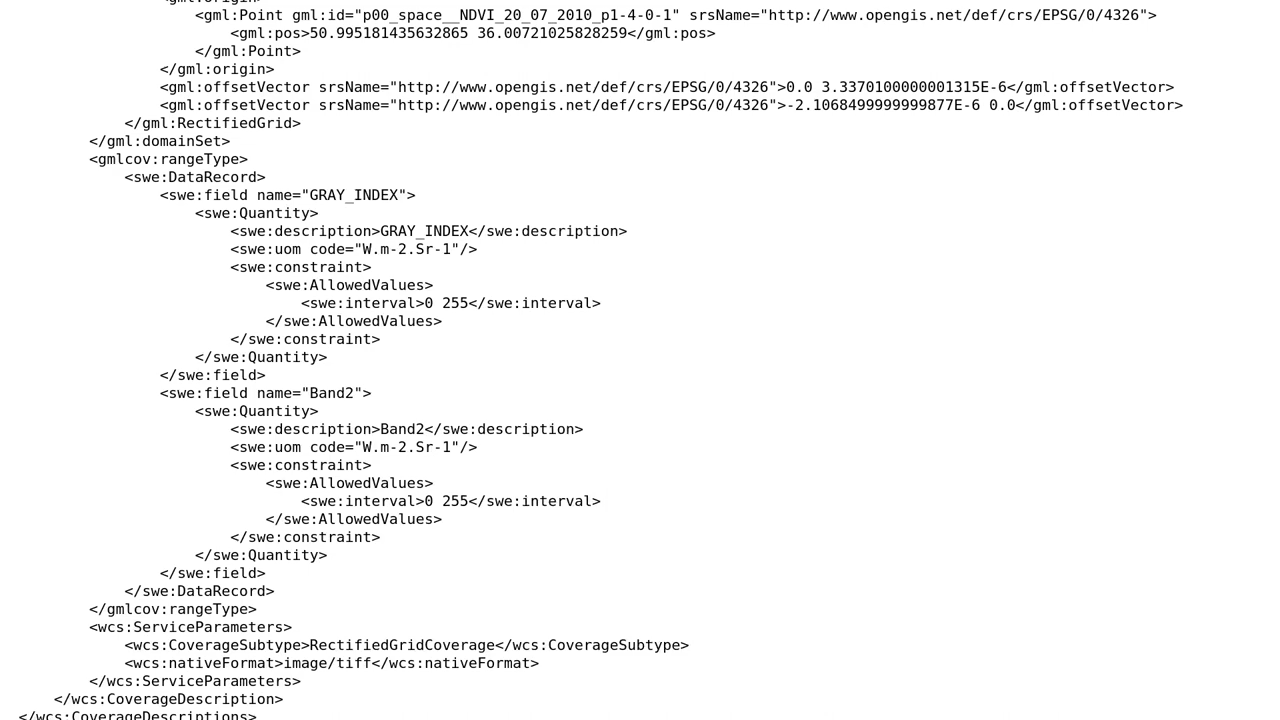 <gml:origin>
<gml:Point gml:id="p00_space__NDVI_20_07_2010_p1-4-0-1" srsName="http://www.opengis.net/def/crs/EPSG/0/4326">
<gml:pos>50.995181435632865 36.00721025828259</gml:pos>
</gml:Point>
</gml:origin>
<gml:offsetVector srsName="http://www.opengis.net/def/crs/EPSG/0/4326">0.0 3.3370100000001315E-6</gml:offsetVector>
<gml:offsetVector srsName="http://www.opengis.net/def/crs/EPSG/0/4326">-2.1068499999999877E-6 0.0</gml:offsetVector>
</gml:RectifiedGrid>
</gml:domainSet>
<gmlcov:rangeType>
<swe:DataRecord>
<swe:field name="GRAY_INDEX">
<swe:Quantity>
<swe:description>GRAY_INDEX</swe:description>
<swe:uom code="W.m-2.Sr-1"/>
<swe:constraint>
<swe:AllowedValues>
<swe:interval>0 255</swe:interval>
</swe:AllowedValues>
</swe:constraint>
</swe:Quantity>
</swe:field>
<swe:field name="Band2">
<swe:Quantity>
<swe:description>Band2</swe:description>
<swe:uom code="W.m-2.Sr-1"/>
<swe:constraint>
<swe:AllowedValues>
<swe:interval>0 255</swe:interval>
</swe:AllowedValues>
</swe:constraint>
</swe:Quantity>
</swe:field>
</swe:DataRecord>
</gmlcov:rangeType>
<wcs:ServiceParameters>
<wcs:CoverageSubtype>RectifiedGridCoverage</wcs:CoverageSubtype>
<wcs:nativeFormat>image/tiff</wcs:nativeFormat>
</wcs:ServiceParameters>
</wcs:CoverageDescription>
</wcs:CoverageDescriptions>